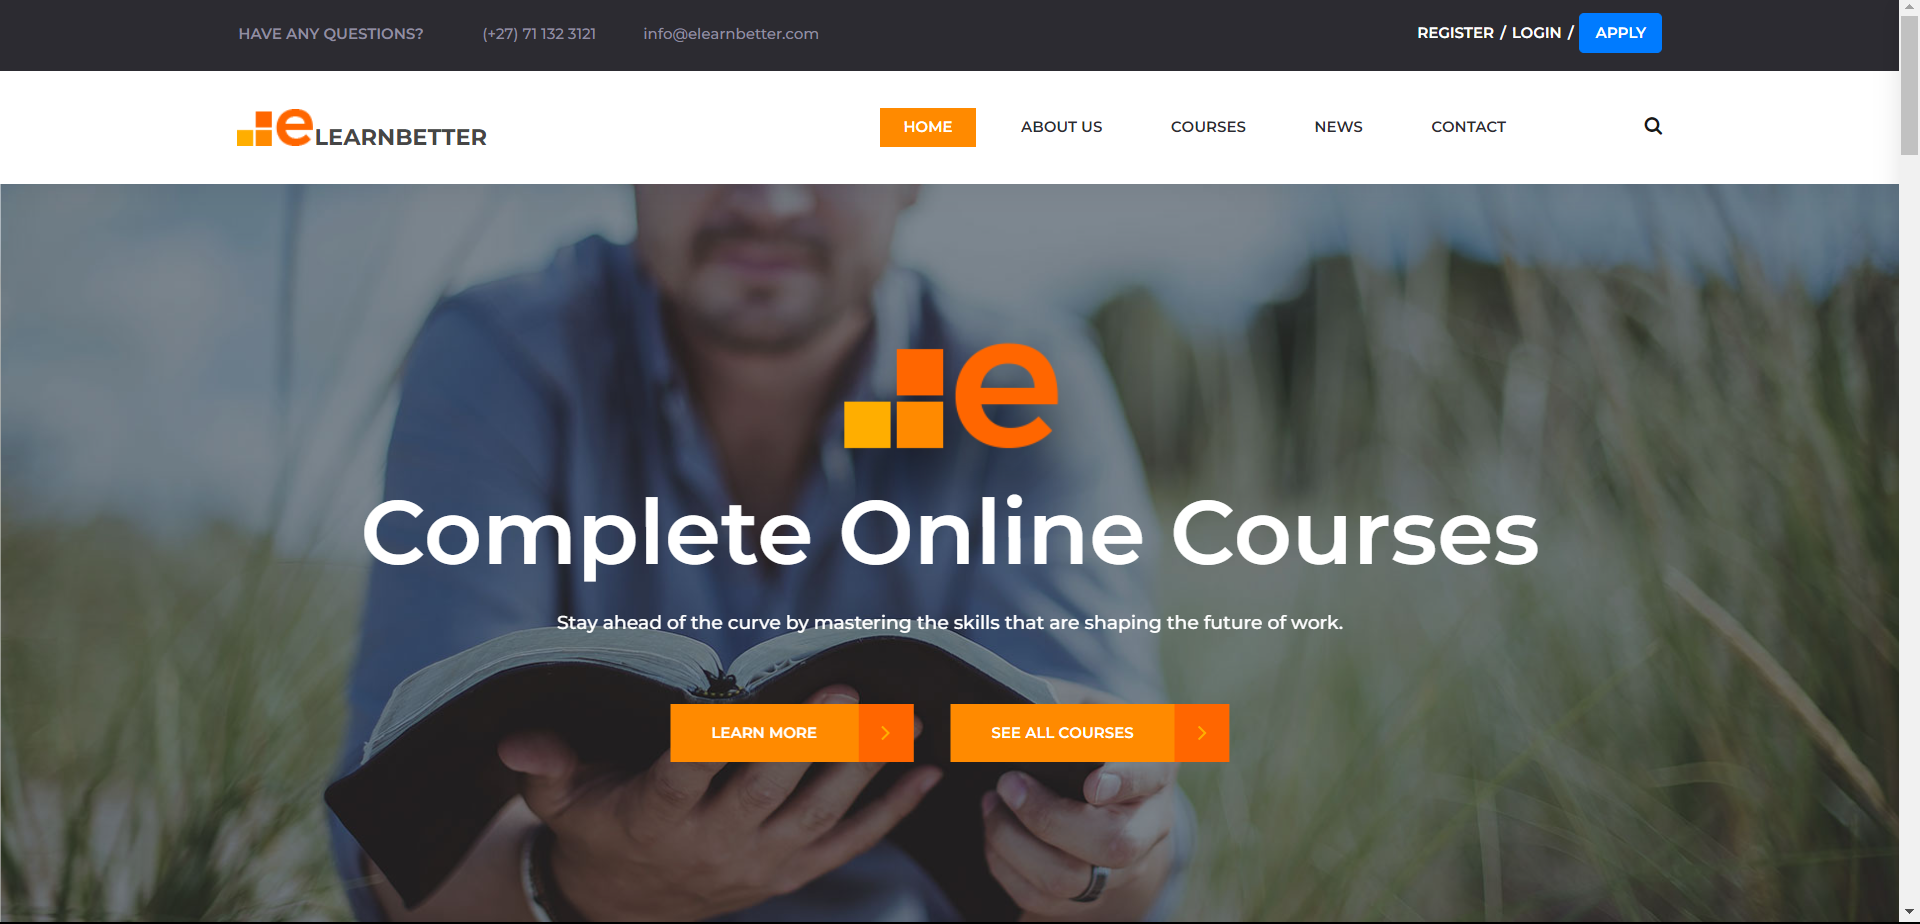 HAVE ANY QUESTIONS? (+27) 71 132 3121 info@elearnbetter.com REGISTER / LOGIN / APPLY
eLEARNBETTER HOME ABOUT US COURSES NEWS CONTACT
e
Complete Online Courses
Stay ahead of the curve by mastering the skills that are shaping the future of work.
LEARN MORE SEE ALL COURSES